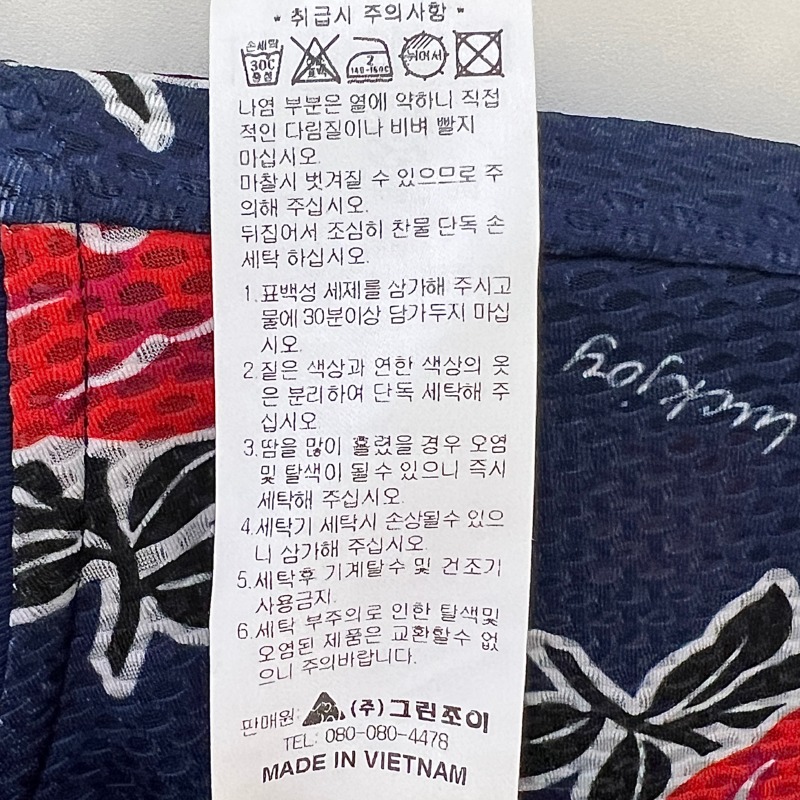 * 취급시 주의사항 *
손세탁
30C
중성
2
140-160C
뉘어서
나염 부분은 열에 약하니 직접
적인 다림질이나 비벼 빨지
마십시오.
마찰시 벗겨질 수 있으므로 주
의해 주십시오.
뒤집어서 조심히 찬물 단독 손
세탁 하십시오.
1. 표백성 세제를 삼가해 주시고
물에 30분이상 담가두지 마십
시오.
2. 짙은 색상과 연한 색상의 옷
은 분리하여 단독 세탁해 주
십시오.
3. 땀을 많이 흘렸을 경우 오염
및 탈색이 될수 있으니 즉시
세탁해 주십시오.
4. 세탁기 세탁시 손상될수 있으
니 삼가해 주십시오.
5. 세탁후 기계탈수 및 건조기
사용금지.
6. 세탁 부주의로 인한 탈색및
오염된 제품은 교환할수 없
으니 주의바랍니다.
판매원: (주)그린조이
TEL: 080-080-4478
MADE IN VIETNAM